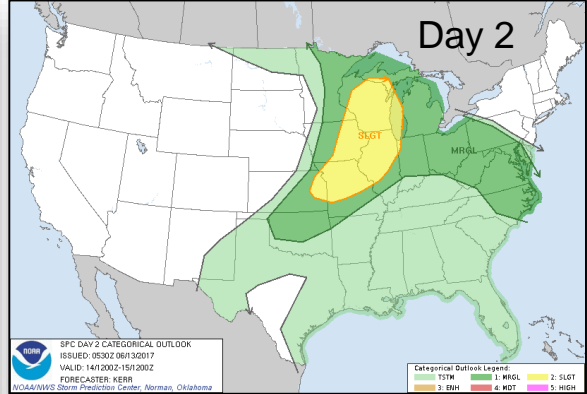 Day 2
SLGT
MRGL
NOAA
SPC DAY 2 CATEGORICAL OUTLOOK
ISSUED: 0530Z 06/13/2017
VALID: 14/1200Z-15/1200Z
FORECASTER: KERR
NOAA/NWS Storm Prediction Center, Norman, Oklahoma
Categorical Outlook Legend:
TSTM 1: MRGL 2: SLGT
3: ENH 4: MDT 5: HIGH